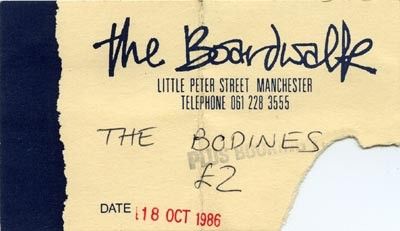 the Boardwalk
LITTLE PETER STREET MANCHESTER
TELEPHONE 061 228 3555
THE BODINES
PLUS
£2
DATE 18 OCT 1986